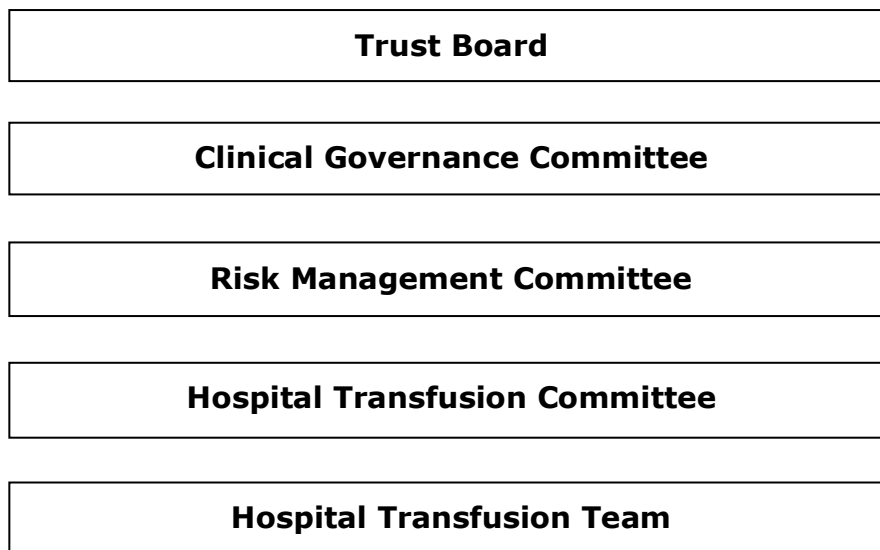 Trust Board
Clinical Governance Committee
Risk Management Committee
Hospital Transfusion Committee
Hospital Transfusion Team